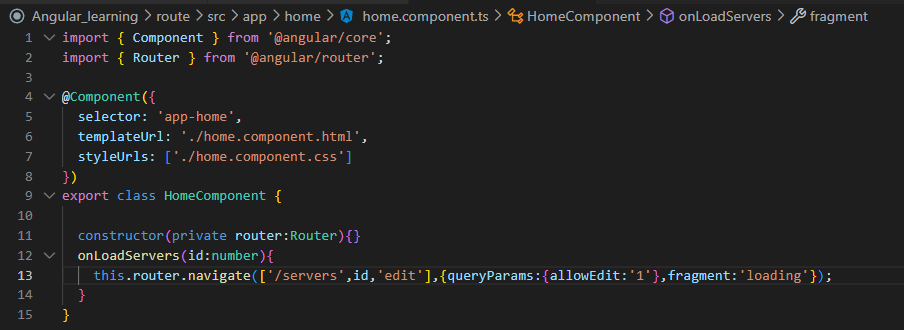 Angular_learning > route > src > app > home > home.component.ts > HomeComponent > onLoadServers > fragment
1 import { Component } from '@angular/core';
2 import { Router } from '@angular/router';
3
4 @Component({
5 selector: 'app-home',
6 templateUrl: './home.component.html',
7 styleUrls: ['./home.component.css']
8 })
9 export class HomeComponent {
10
11 constructor(private router:Router){}
12 onLoadServers(id:number){
13 this.router.navigate(['/servers',id,'edit'],{queryParams:{allowEdit:'1'},fragment:'loading'});
14 }
15 }